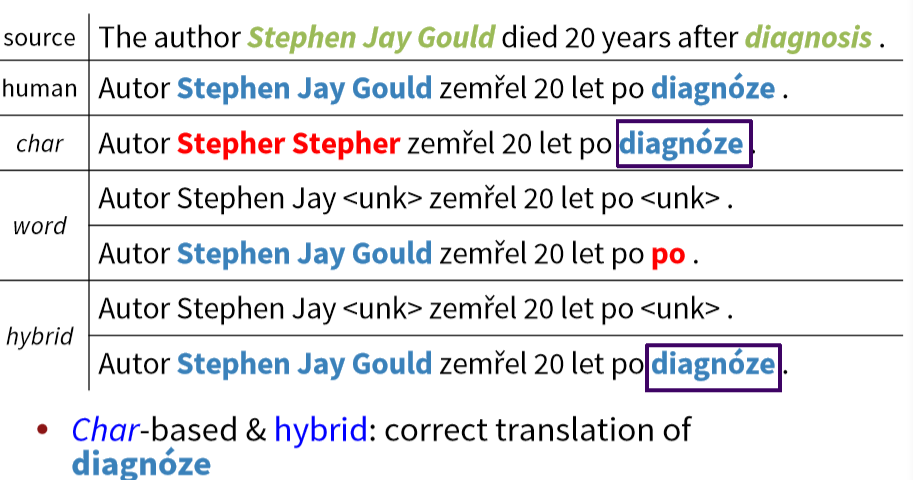 source The author Stephen Jay Gould died 20 years after diagnosis .
human Autor Stephen Jay Gould zemřel 20 let po diagnóze .
char Autor Stepher Stepher zemřel 20 let po diagnóze .
word
Autor Stephen Jay <unk> zemřel 20 let po <unk> .
Autor Stephen Jay Gould zemřel 20 let po po .
hybrid
Autor Stephen Jay <unk> zemřel 20 let po <unk> .
Autor Stephen Jay Gould zemřel 20 let po diagnóze .
• Char-based & hybrid: correct translation of
diagnóze